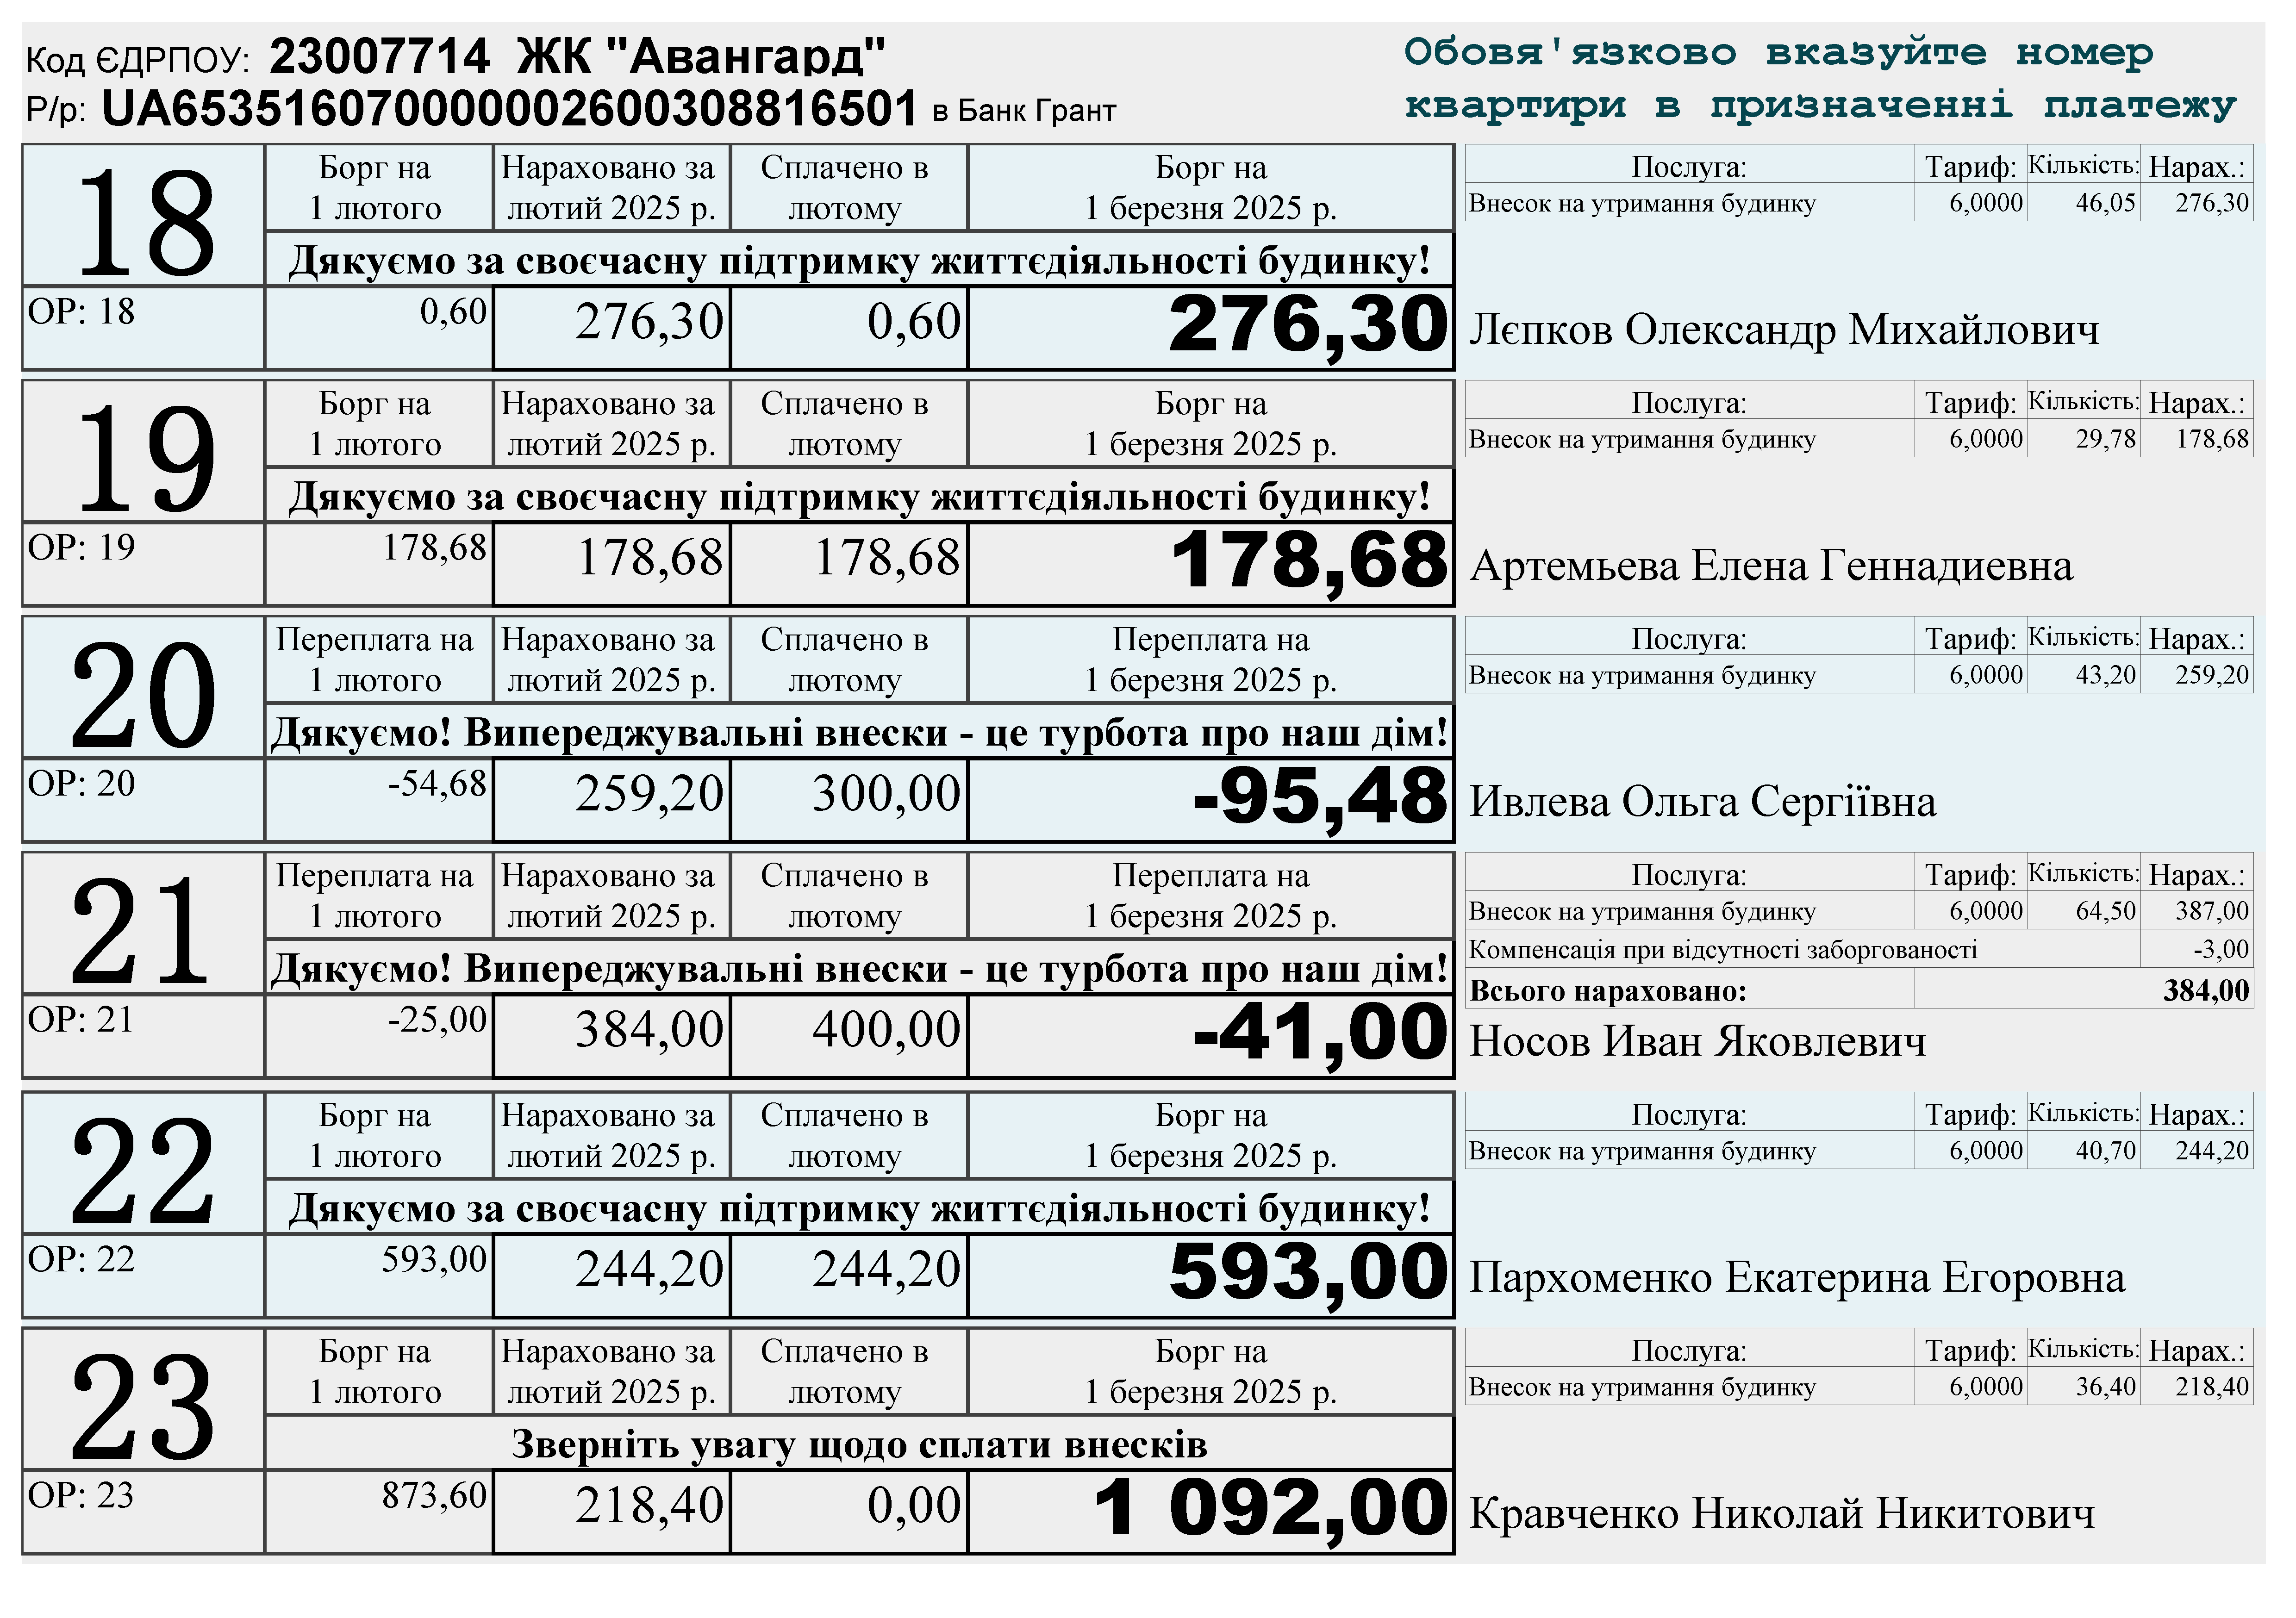 Код ЄДРПОУ: 23007714 ЖК "Авангард"
Р/р: UA653516070000002600308816501 в Банк Грант
Обовя'язково вказуйте номер
квартири в призначенні платежу
18
Борг на 1 лютого
Нараховано за лютий 2025 р.
Сплачено в лютому
Борг на 1 березня 2025 р.
Дякуємо за своєчасну підтримку життєдіяльності будинку!
ОР: 18 0,60 276,30 0,60 276,30
Послуга: Тариф: Кількість: Нарах.:
Внесок на утримання будинку 6,0000 46,05 276,30
Лєпков Олександр Михайлович
19
Борг на 1 лютого
Нараховано за лютий 2025 р.
Сплачено в лютому
Борг на 1 березня 2025 р.
Дякуємо за своєчасну підтримку життєдіяльності будинку!
ОР: 19 178,68 178,68 178,68 178,68
Послуга: Тариф: Кількість: Нарах.:
Внесок на утримання будинку 6,0000 29,78 178,68
Артемьева Елена Геннадиевна
20
Переплата на 1 лютого
Нараховано за лютий 2025 р.
Сплачено в лютому
Переплата на 1 березня 2025 р.
Дякуємо! Випереджувальні внески - це турбота про наш дім!
ОР: 20 -54,68 259,20 300,00 -95,48
Послуга: Тариф: Кількість: Нарах.:
Внесок на утримання будинку 6,0000 43,20 259,20
Ивлева Ольга Сергіївна
21
Переплата на 1 лютого
Нараховано за лютий 2025 р.
Сплачено в лютому
Переплата на 1 березня 2025 р.
Дякуємо! Випереджувальні внески - це турбота про наш дім!
ОР: 21 -25,00 384,00 400,00 -41,00
Послуга: Тариф: Кількість: Нарах.:
Внесок на утримання будинку 6,0000 64,50 387,00
Компенсація при відсутності заборгованості -3,00
Всього нараховано: 384,00
Носов Иван Яковлевич
22
Борг на 1 лютого
Нараховано за лютий 2025 р.
Сплачено в лютому
Борг на 1 березня 2025 р.
Дякуємо за своєчасну підтримку життєдіяльності будинку!
ОР: 22 593,00 244,20 244,20 593,00
Послуга: Тариф: Кількість: Нарах.:
Внесок на утримання будинку 6,0000 40,70 244,20
Пархоменко Екатерина Егоровна
23
Борг на 1 лютого
Нараховано за лютий 2025 р.
Сплачено в лютому
Борг на 1 березня 2025 р.
Зверніть увагу щодо сплати внесків
ОР: 23 873,60 218,40 0,00 1 092,00
Послуга: Тариф: Кількість: Нарах.:
Внесок на утримання будинку 6,0000 36,40 218,40
Кравченко Николай Никитович